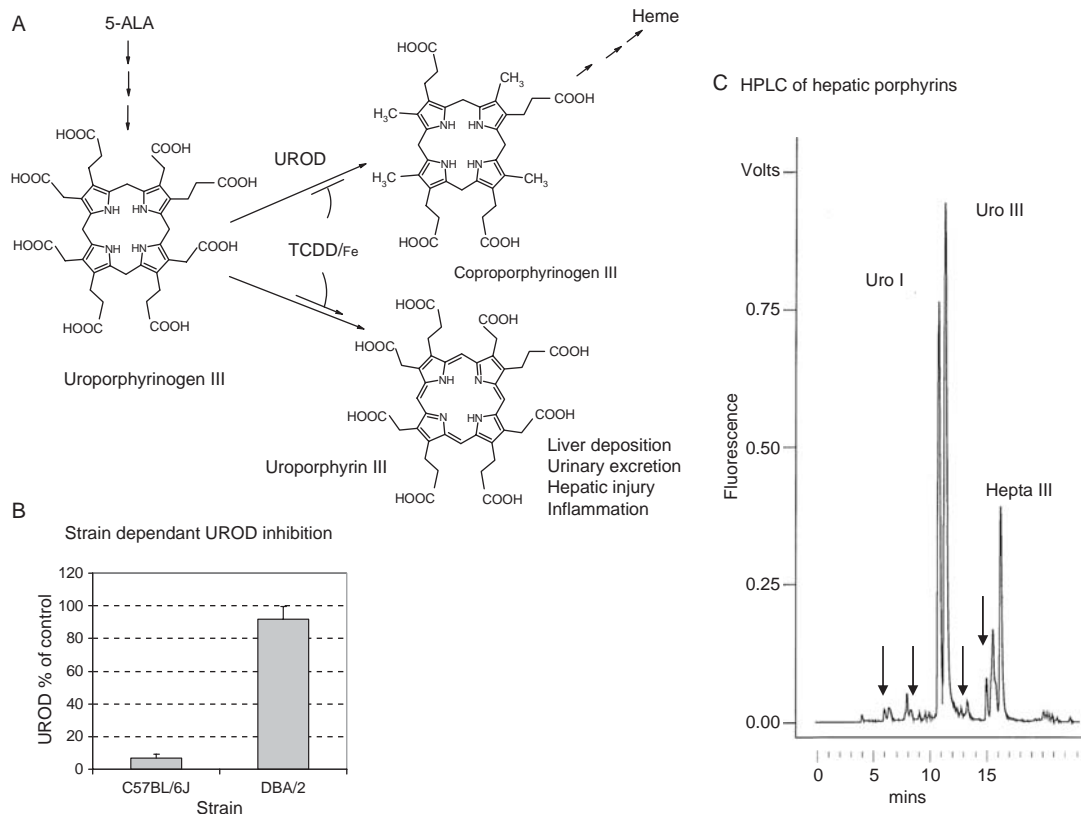 A
5-ALA
HOOC
COOH
HOOC
COOH
NH
HN
NH
HN
HOOC
COOH
HOOC
COOH
Uroporphyrinogen III
UROD
TCDD/Fe
Heme
COOH
CH3
H3C
COOH
NH
HN
NH
HN
H3C
CH3
HOOC
COOH
Coproporphyrinogen III
HOOC
COOH
HOOC
COOH
NH
N
N
HN
HOOC
COOH
HOOC
COOH
Uroporphyrin III
Liver deposition
Urinary excretion
Hepatic injury
Inflammation
B
Strain dependant UROD inhibition
UROD % of control
120
100
80
60
40
20
0
C57BL/6J
DBA/2
Strain
C HPLC of hepatic porphyrins
Volts
Uro III
Uro I
0.75
0.50
Hepta III
0.25
0.00
Fluorescence
0 5 10 15
mins